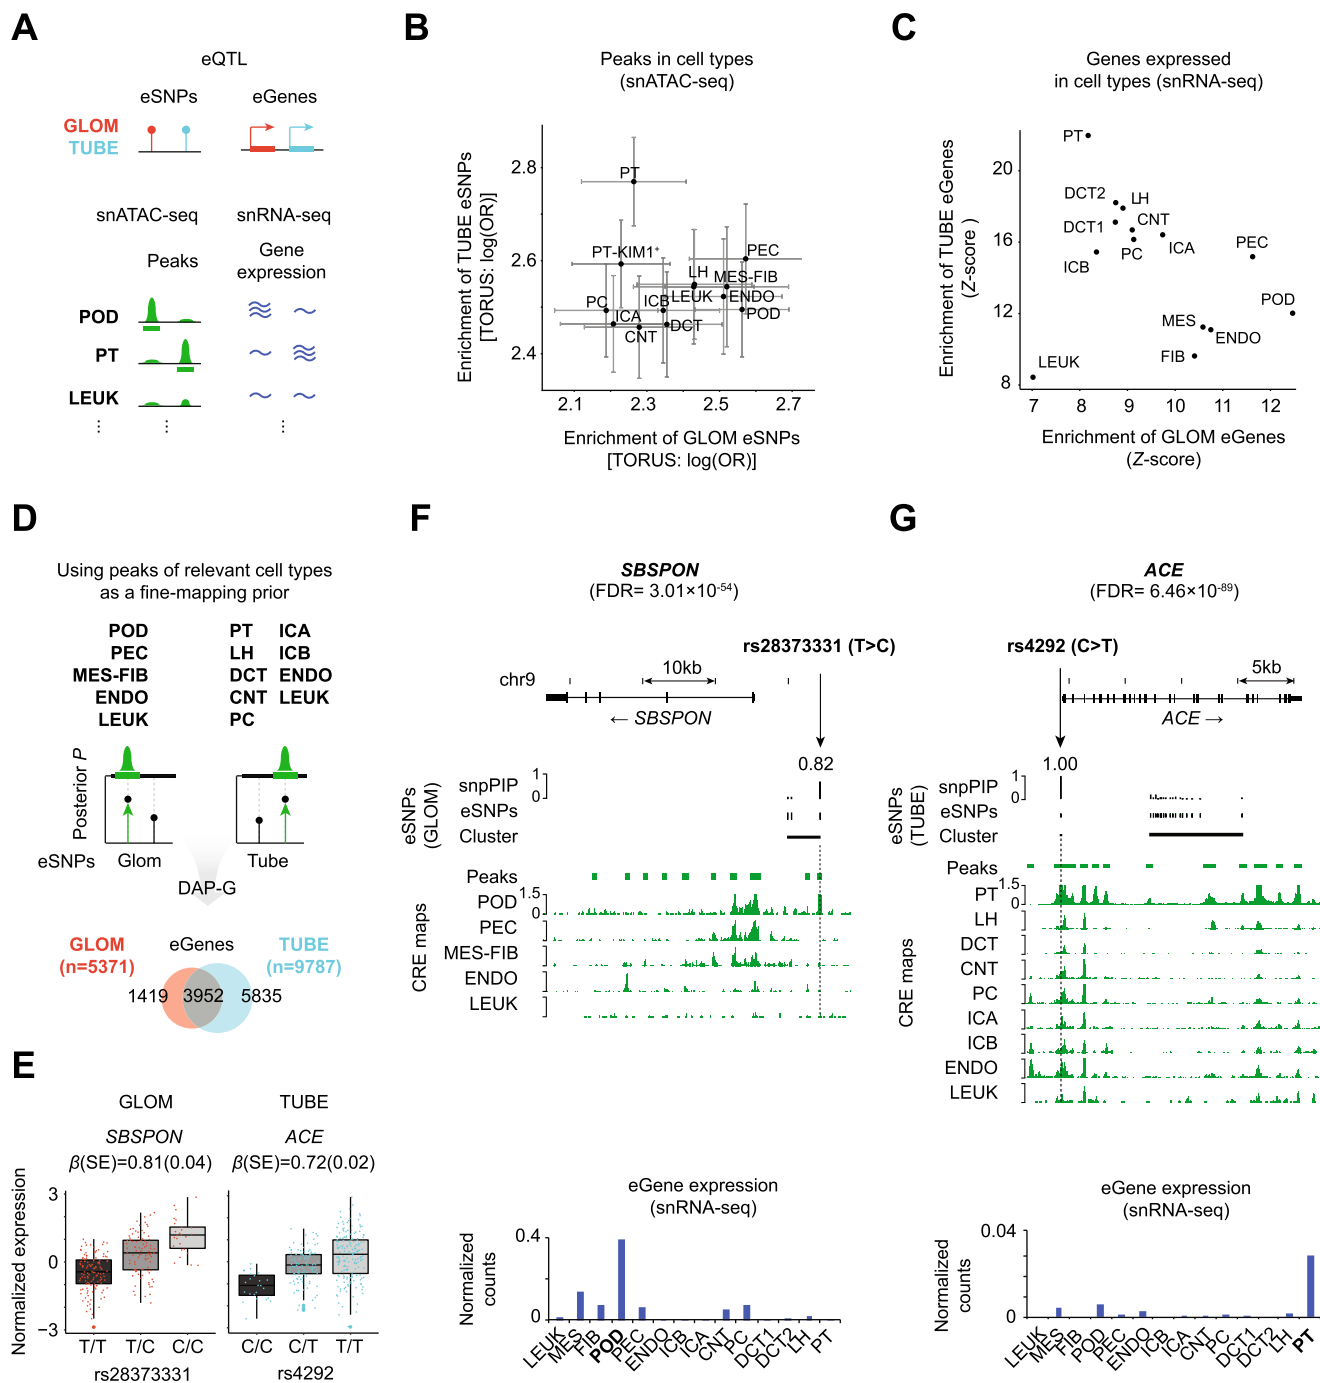 A
eQTL
eSNPs eGenes
GLOM
TUBE
snATAC-seq snRNA-seq
Peaks Gene
expression
POD
PT
LEUK
⋮ ⋮ ⋮
B
Peaks in cell types
(snATAC-seq)
Enrichment of TUBE eSNPs
[TORUS: log(OR)]
2.8
2.6
2.4
PT
PT-KIM1+
PEC
LH
MES-FIB
PC
ICB
LEUK
ENDO
ICA
CNT
DCT
POD
2.1 2.3 2.5 2.7
Enrichment of GLOM eSNPs
[TORUS: log(OR)]
C
Genes expressed
in cell types (snRNA-seq)
Enrichment of TUBE eGenes
(Z-score )
20
16
12
8
PT
DCT2
LH
DCT1
CNT
ICB
PC
ICA
PEC
POD
MES
ENDO
FIB
LEUK
7 8 9 10 11 12
Enrichment of GLOM eGenes
(Z-score)
D
Using peaks of relevant cell types
as a fine-mapping prior
POD PT ICA
PEC LH ICB
MES-FIB DCT ENDO
ENDO CNT LEUK
LEUK PC
Posterior P
eSNPs Glom Tube
DAP-G
GLOM
(n=5371)
eGenes
TUBE
(n=9787)
1419 3952 5835
E
GLOM TUBE
SBSPON ACE
β(SE)=0.81(0.04) β(SE)=0.72(0.02)
Normalized expression
3
0
−3
T/T T/C C/C C/C C/T T/T
rs28373331 rs4292
F
SBSPON
(FDR= 3.01×10-54)
rs28373331 (T>C)
chr9
10kb
← SBSPON
0.82
eSNPs
(GLOM)
snpPIP 1
0
eSNPs
Cluster
CRE maps
Peaks
POD 1.5
0
PEC
MES-FIB
ENDO
LEUK
eGene expression
(snRNA-seq)
Normalized
counts
0.4
0
LEUK MES FIB POD PEC ENDO ICB ICA CNT PC DCT1 DCT2 LH PT
G
ACE
(FDR= 6.46×10-89)
rs4292 (C>T)
5kb
ACE →
1.00
eSNPs
(TUBE)
snpPIP 1
0
eSNPs
Cluster
CRE maps
Peaks
PT 1.5
0
LH
DCT
CNT
PC
ICA
ICB
ENDO
LEUK
eGene expression
(snRNA-seq)
Normalized
counts
0.04
0
LEUK MES FIB POD PEC ENDO ICB ICA CNT PC DCT1 DCT2 LH PT